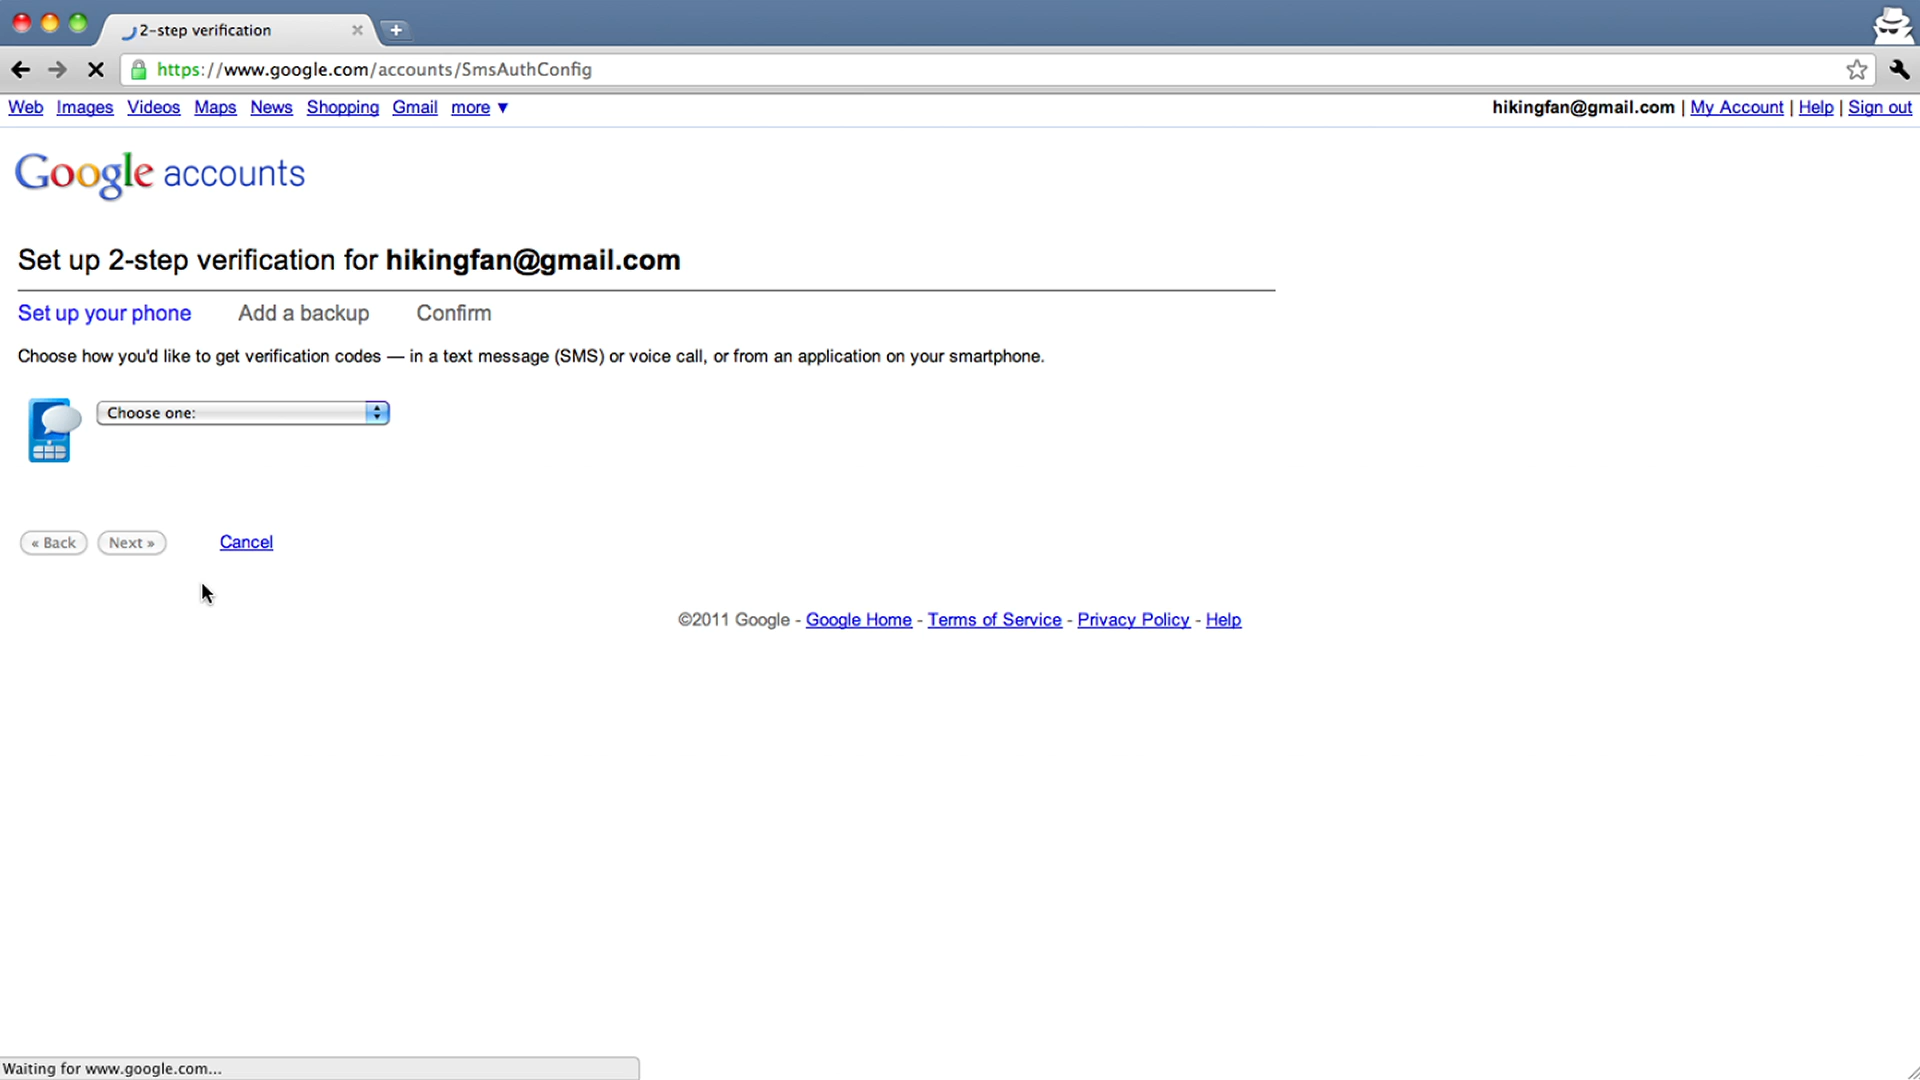 2-step verification
https://www.google.com/accounts/SmsAuthConfig
Web Images Videos Maps News Shopping Gmail more ▼ hikingfan@gmail.com | My Account | Help | Sign out
Google accounts
Set up 2-step verification for hikingfan@gmail.com
Set up your phone Add a backup Confirm
Choose how you'd like to get verification codes — in a text message (SMS) or voice call, or from an application on your smartphone.
Choose one:
« Back Next » Cancel
©2011 Google - Google Home - Terms of Service - Privacy Policy - Help
Waiting for www.google.com...